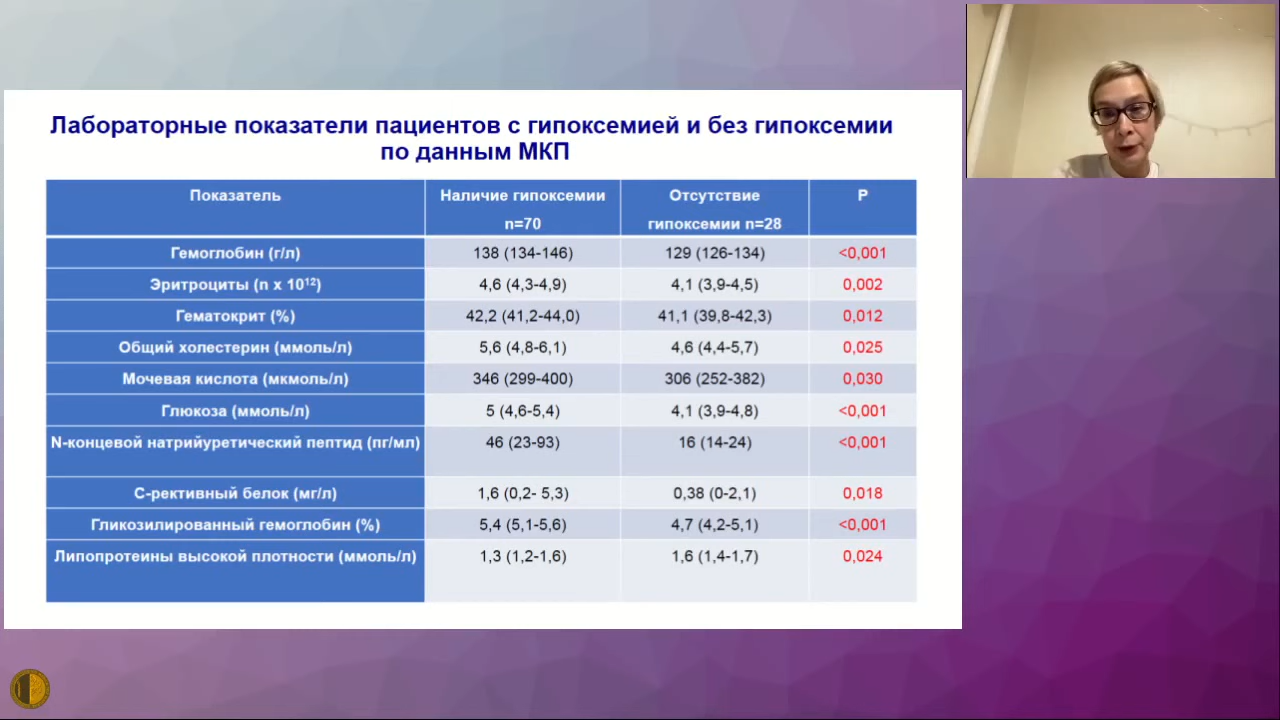 Лабораторные показатели пациентов с гипоксемией и без гипоксемии
по данным МКП
Показатель Наличие гипоксемии n=70 Отсутствие гипоксемии n=28 P
Гемоглобин (г/л) 138 (134-146) 129 (126-134) <0,001
Эритроциты (n x 10¹²) 4,6 (4,3-4,9) 4,1 (3,9-4,5) 0,002
Гематокрит (%) 42,2 (41,2-44,0) 41,1 (39,8-42,3) 0,012
Общий холестерин (ммоль/л) 5,6 (4,8-6,1) 4,6 (4,4-5,7) 0,025
Мочевая кислота (мкмоль/л) 346 (299-400) 306 (252-382) 0,030
Глюкоза (ммоль/л) 5 (4,6-5,4) 4,1 (3,9-4,8) <0,001
N-концевой натрийуретический пептид (пг/мл) 46 (23-93) 16 (14-24) <0,001
С-рективный белок (мг/л) 1,6 (0,2- 5,3) 0,38 (0-2,1) 0,018
Гликозилированный гемоглобин (%) 5,4 (5,1-5,6) 4,7 (4,2-5,1) <0,001
Липопротеины высокой плотности (ммоль/л) 1,3 (1,2-1,6) 1,6 (1,4-1,7) 0,024